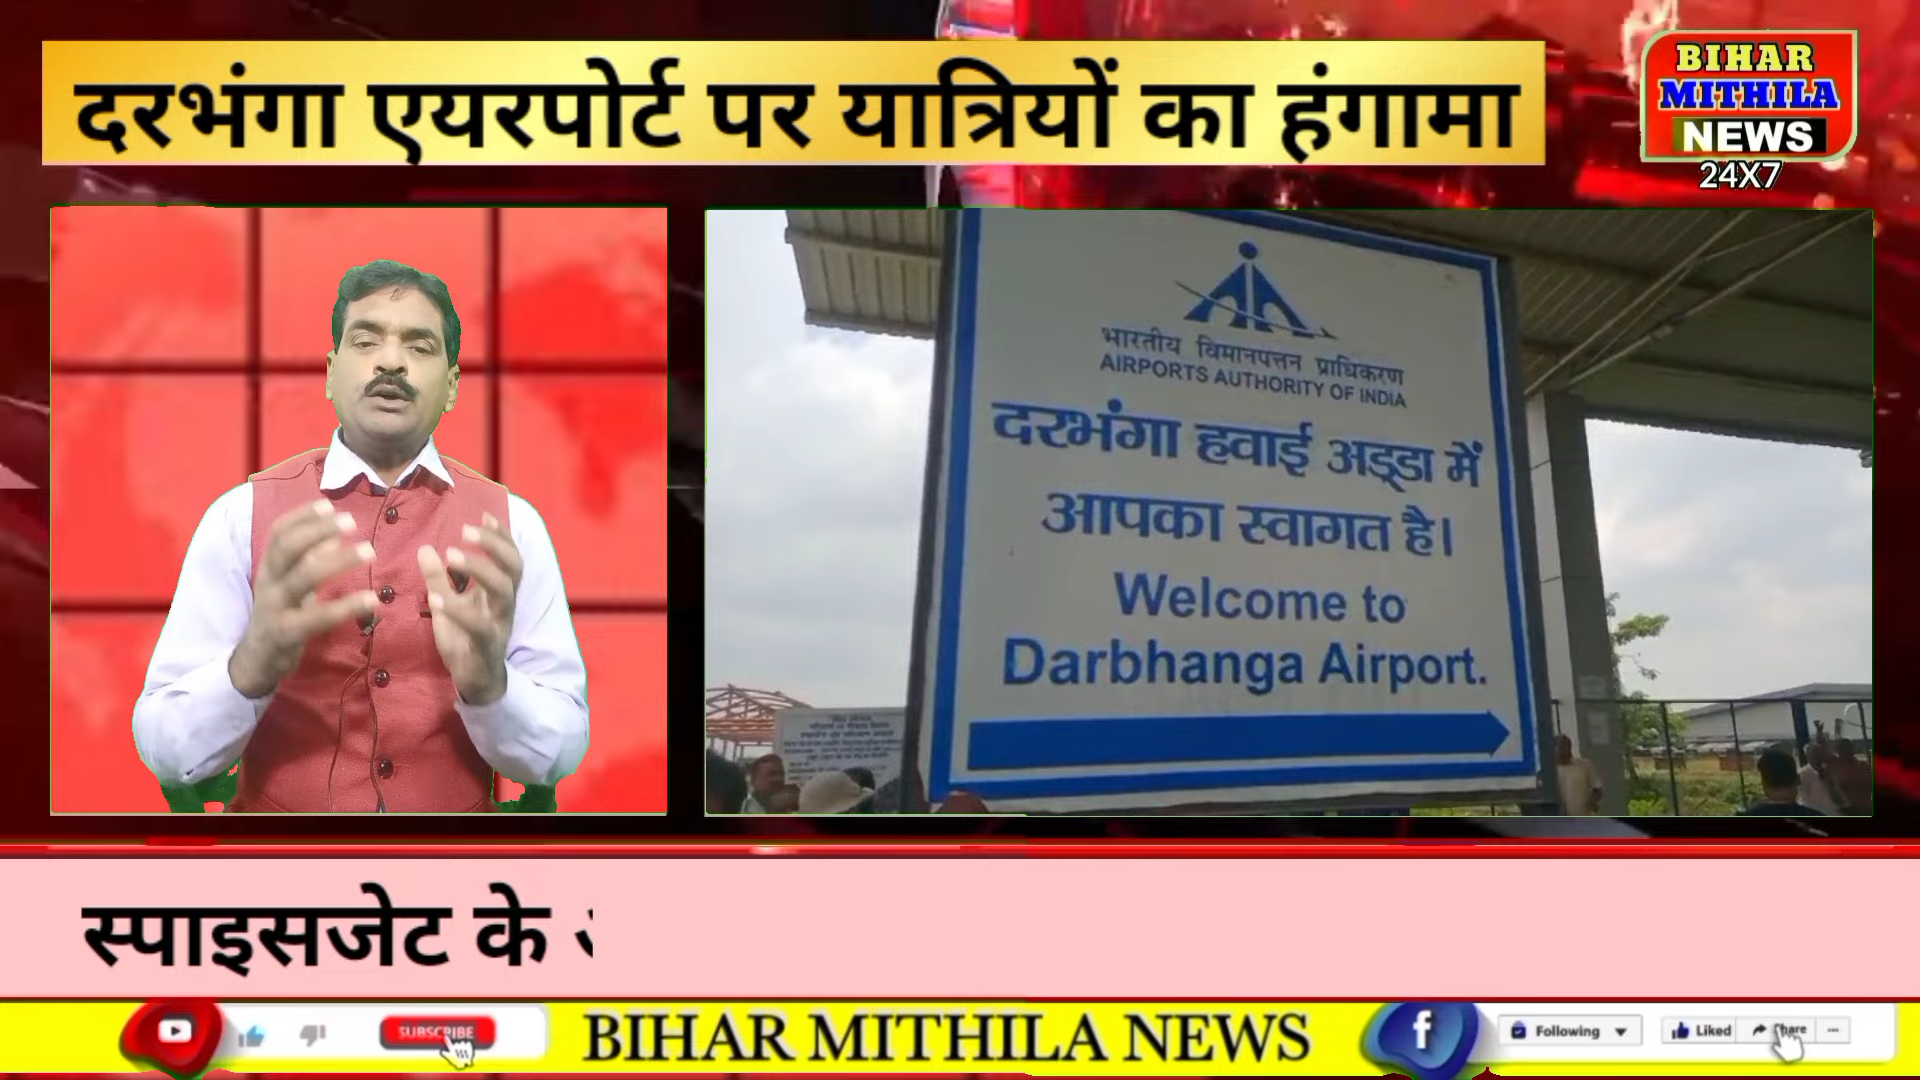 दरभंगा एयरपोर्ट पर यात्रियों का हंगामा
BIHAR
MITHILA
NEWS
24X7
भारतीय विमानपत्तन प्राधिकरण
AIRPORTS AUTHORITY OF INDIA
दरभंगा हवाई अड्डा में
आपका स्वागत है।
Welcome to
Darbhanga Airport.
स्पाइसजेट के
SUBSCRIBE
BIHAR MITHILA NEWS
f
Following
Liked
Share